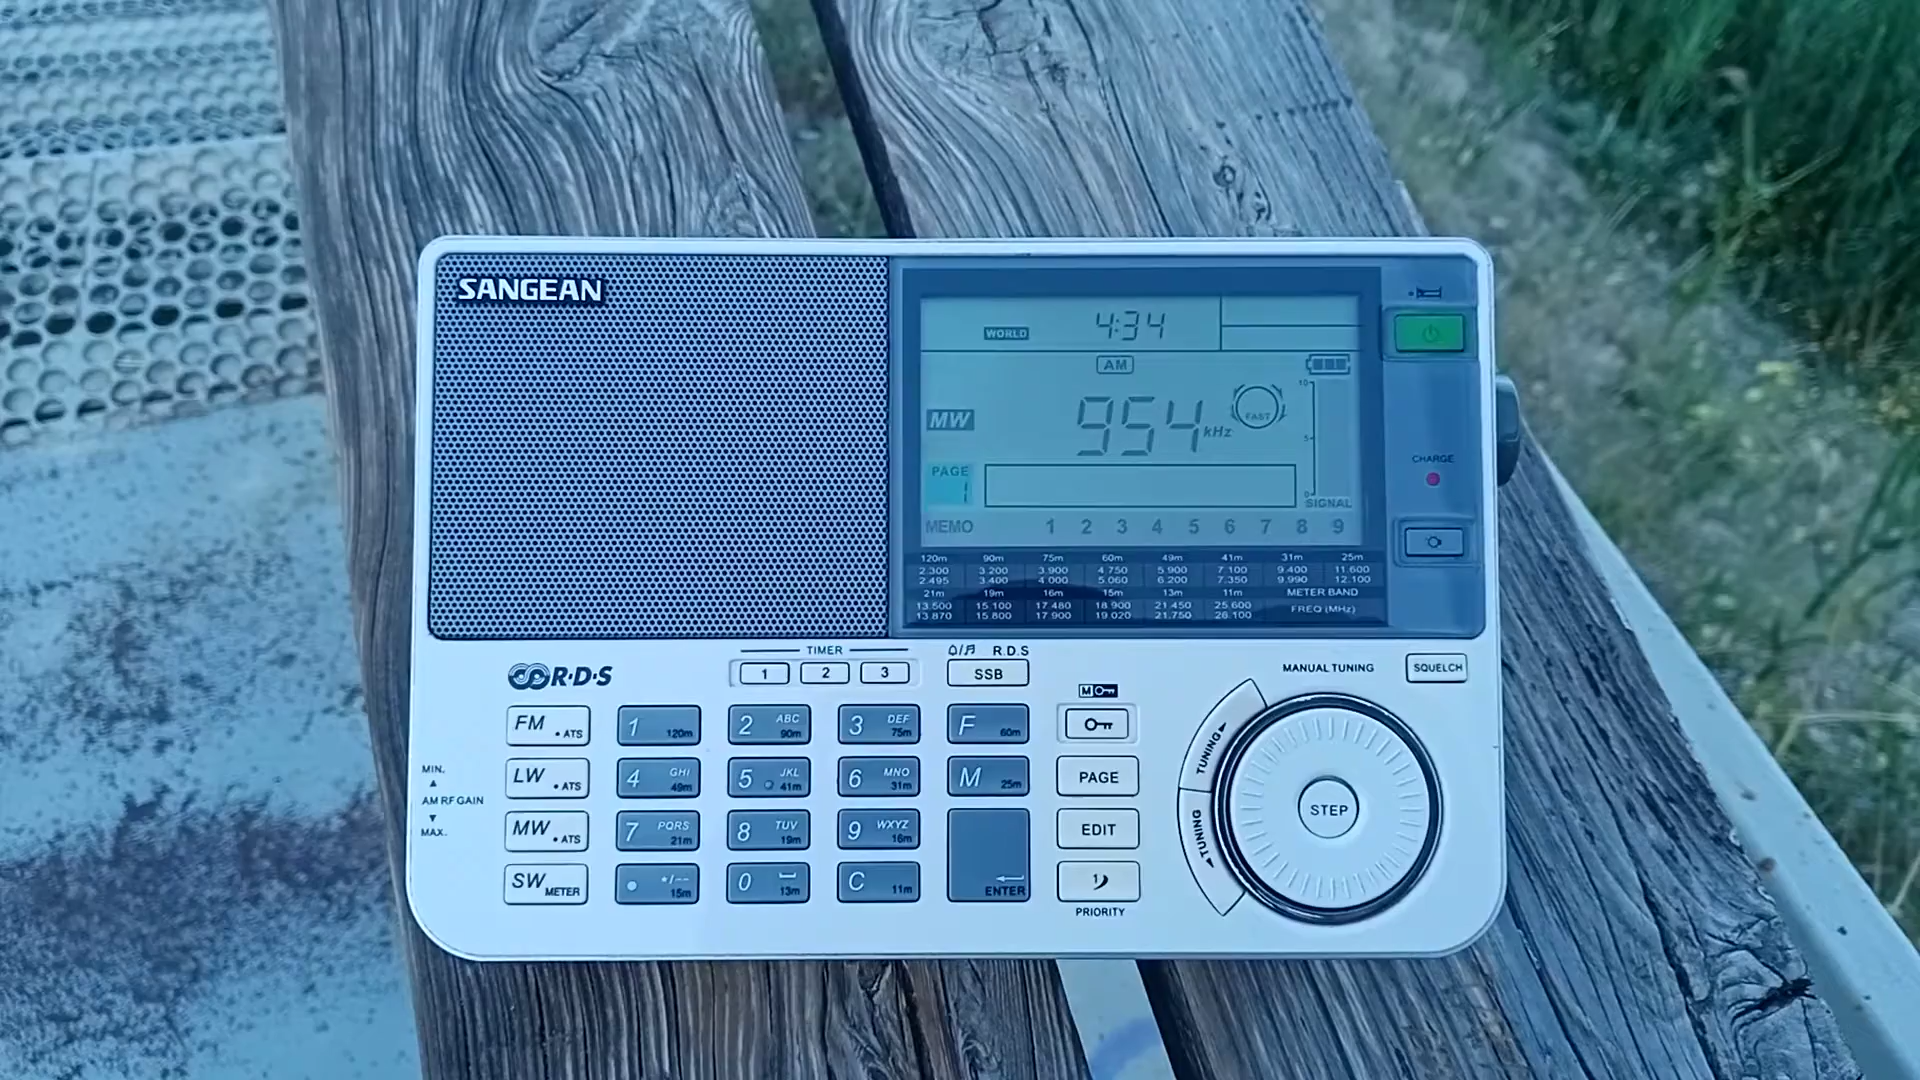 SANGEAN
WORLD 4:34
AM
MW 954 kHz FAST
10
5
0
PAGE
1
SIGNAL
MEMO 1 2 3 4 5 6 7 8 9
CHARGE
120m 90m 75m 60m 49m 41m 31m 25m
2.300 3.200 3.900 4.750 5.900 7.100 9.400 11.600
2.495 3.400 4.000 5.060 6.200 7.350 9.990 12.100
21m 19m 16m 15m 13m 11m METER BAND
13.500 15.100 17.480 18.900 21.450 25.600 FREQ (MHz)
13.870 15.800 17.900 19.020 21.750 26.100
R·D·S
TIMER
1 2 3
R.D.S
SSB
MANUAL TUNING
SQUELCH
M
FM • ATS 1 120m 2 ABC 90m 3 DEF 75m F 60m
LW • ATS 4 GHI 49m 5 JKL 41m 6 MNO 31m M 25m PAGE
MW • ATS 7 PQRS 21m 8 TUV 19m 9 WXYZ 16m EDIT
SW METER • */-- 15m 0 13m C 11m ENTER 1
PRIORITY
MIN.
AM RF GAIN
MAX.
TUNING
TUNING
STEP